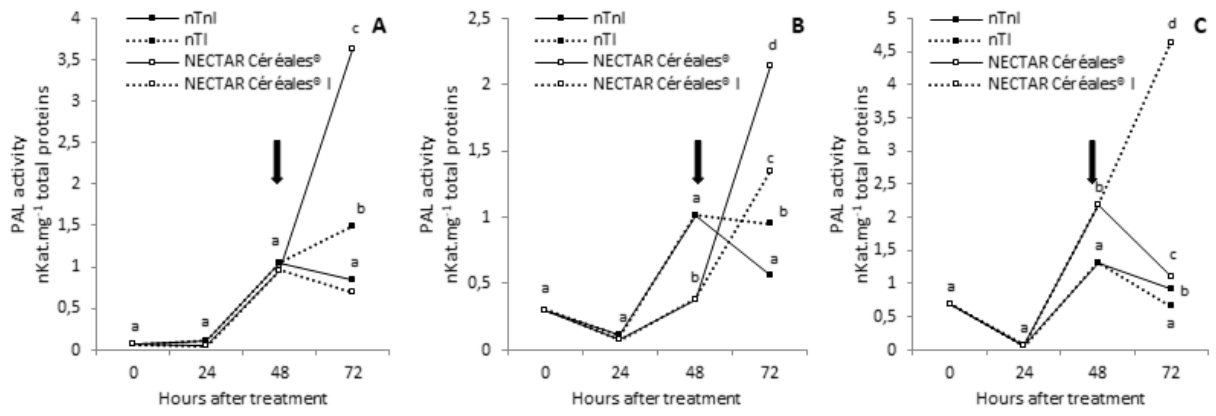 A
nTnI
nTI
NECTAR Céréales®
NECTAR Céréales® I
PAL activity
nKat.mg⁻¹ total proteins
4
3,5
3
2,5
2
1,5
1
0,5
0
a
a
a
c
b
a
0 24 48 72
Hours after treatment
B
nTnI
nTI
NECTAR Céréales®
NECTAR Céréales® I
PAL activity
nKat.mg⁻¹ total proteins
2,5
2
1,5
1
0,5
0
a
a
a
b
d
c
b
a
0 24 48 72
Hours after treatment
C
nTnI
nTI
NECTAR Céréales®
NECTAR Céréales® I
PAL activity
nKat.mg⁻¹ total proteins
5
4,5
4
3,5
3
2,5
2
1,5
1
0,5
0
a
a
b
a
d
c
b
a
0 24 48 72
Hours after treatment